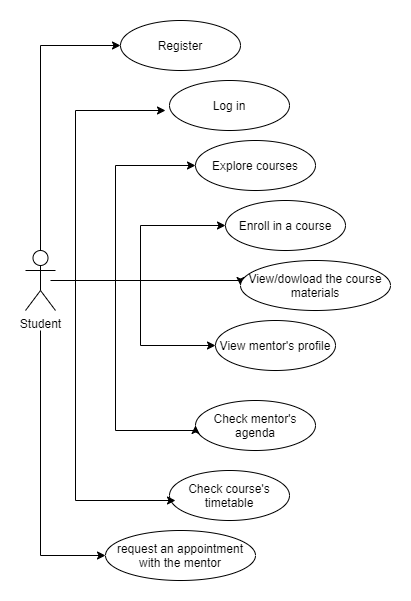 Register
Log in
Explore courses
Enroll in a course
View/dowload the course
materials
Student
View mentor's profile
Check mentor's
agenda
Check course's
timetable
request an appointment
with the mentor